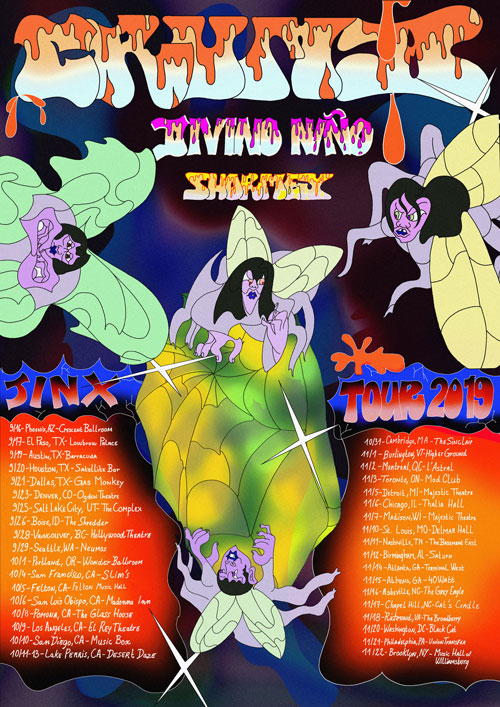 CRUMB
DIVINO NIÑO
SHORMEY
JINX
TOUR 2019
9/16-Phoenix, AZ-Crescent Ballroom
9/17-El Paso, TX-Lowbrow Palace
9/19-Austin, TX-Barracuda
9/20-Houston, TX-Satellite Bar
9/21-Dallas, TX-Gas Monkey
9/23-Denver, CO-Ogden Theatre
9/25-Salt Lake City, UT-The Complex
9/26-Boise, ID-The Shredder
9/28-Vancouver, BC-Hollywood Theatre
9/29-Seattle, WA-Neumos
10/1-Portland, OR-Wonder Ballroom
10/4-San Francisco, CA-SLim's
10/5-Felton, CA-Felton Music Hall
10/6-San Luis Obispo, CA-Madonna Inn
10/8-Pomona, CA-The Glass House
10/9-Los Angeles, CA-El Rey Theatre
10/10-San Diego, CA-Music Box
10/11-13-Lake Perris, CA-Desert Daze
10/31-Cambridge, MA-The Sinclair
11/1-Burlington, VT-Higher Ground
11/2-Montreal, QC-L'Astral
11/3-Toronto, ON-Mod Club
11/5-Detroit, MI-Majestic Theatre
11/6-Chicago, IL-Thalia Hall
11/7-Madison, WI-Majestic Theatre
11/10-St. Louis, MO-Delmar Hall
11/11-Nashville, TN-The Basement East
11/12-Birmingham, AL-Saturn
11/14-Atlanta, GA-Terminal West
11/15-Athens, GA-40Watt
11/16-Asheville, NC-The Grey Eagle
11/17-Chapel Hill, NC-Cat's Cradle
11/18-Richmond, VA-The Broadberry
11/20-Washington, DC-Black Cat
11/21-Philadelphia, PA-Union Transfer
11/22-Brooklyn, NY-Music Hall of
Williamsburg